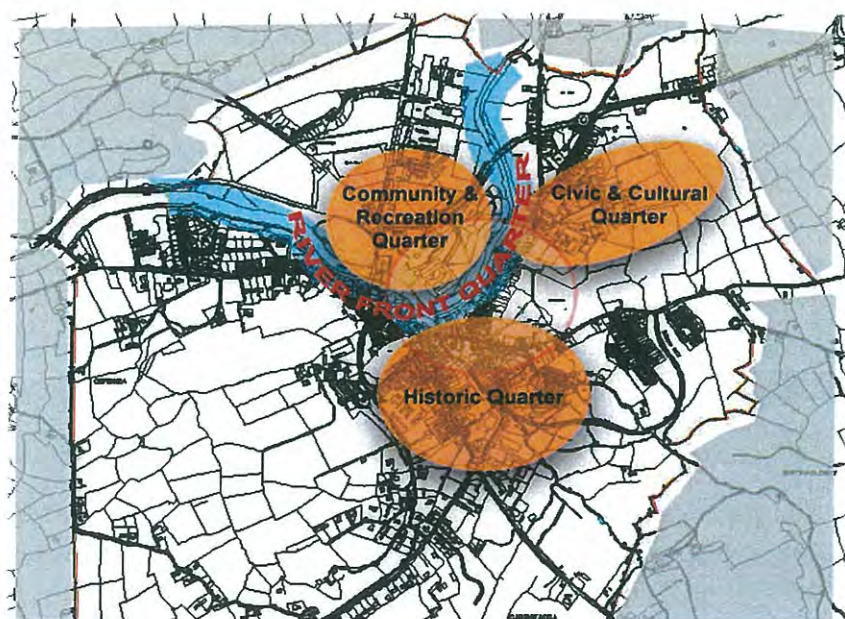 Community &
Recreation
Quarter
Civic & Cultural
Quarter
RIVER FRONT QUARTER
Historic Quarter